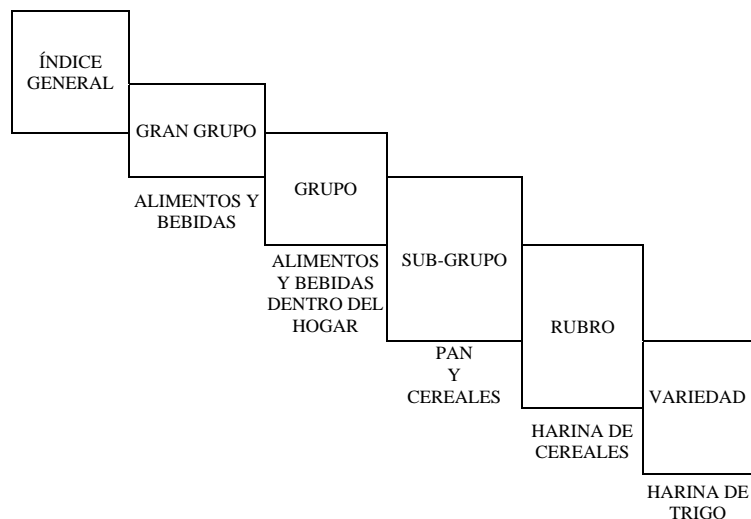 ÍNDICE
GENERAL
GRAN GRUPO
ALIMENTOS Y
BEBIDAS
GRUPO
ALIMENTOS
Y BEBIDAS
DENTRO DEL
HOGAR
SUB-GRUPO
PAN
Y
CEREALES
RUBRO
HARINA DE
CEREALES
VARIEDAD
HARINA DE
TRIGO